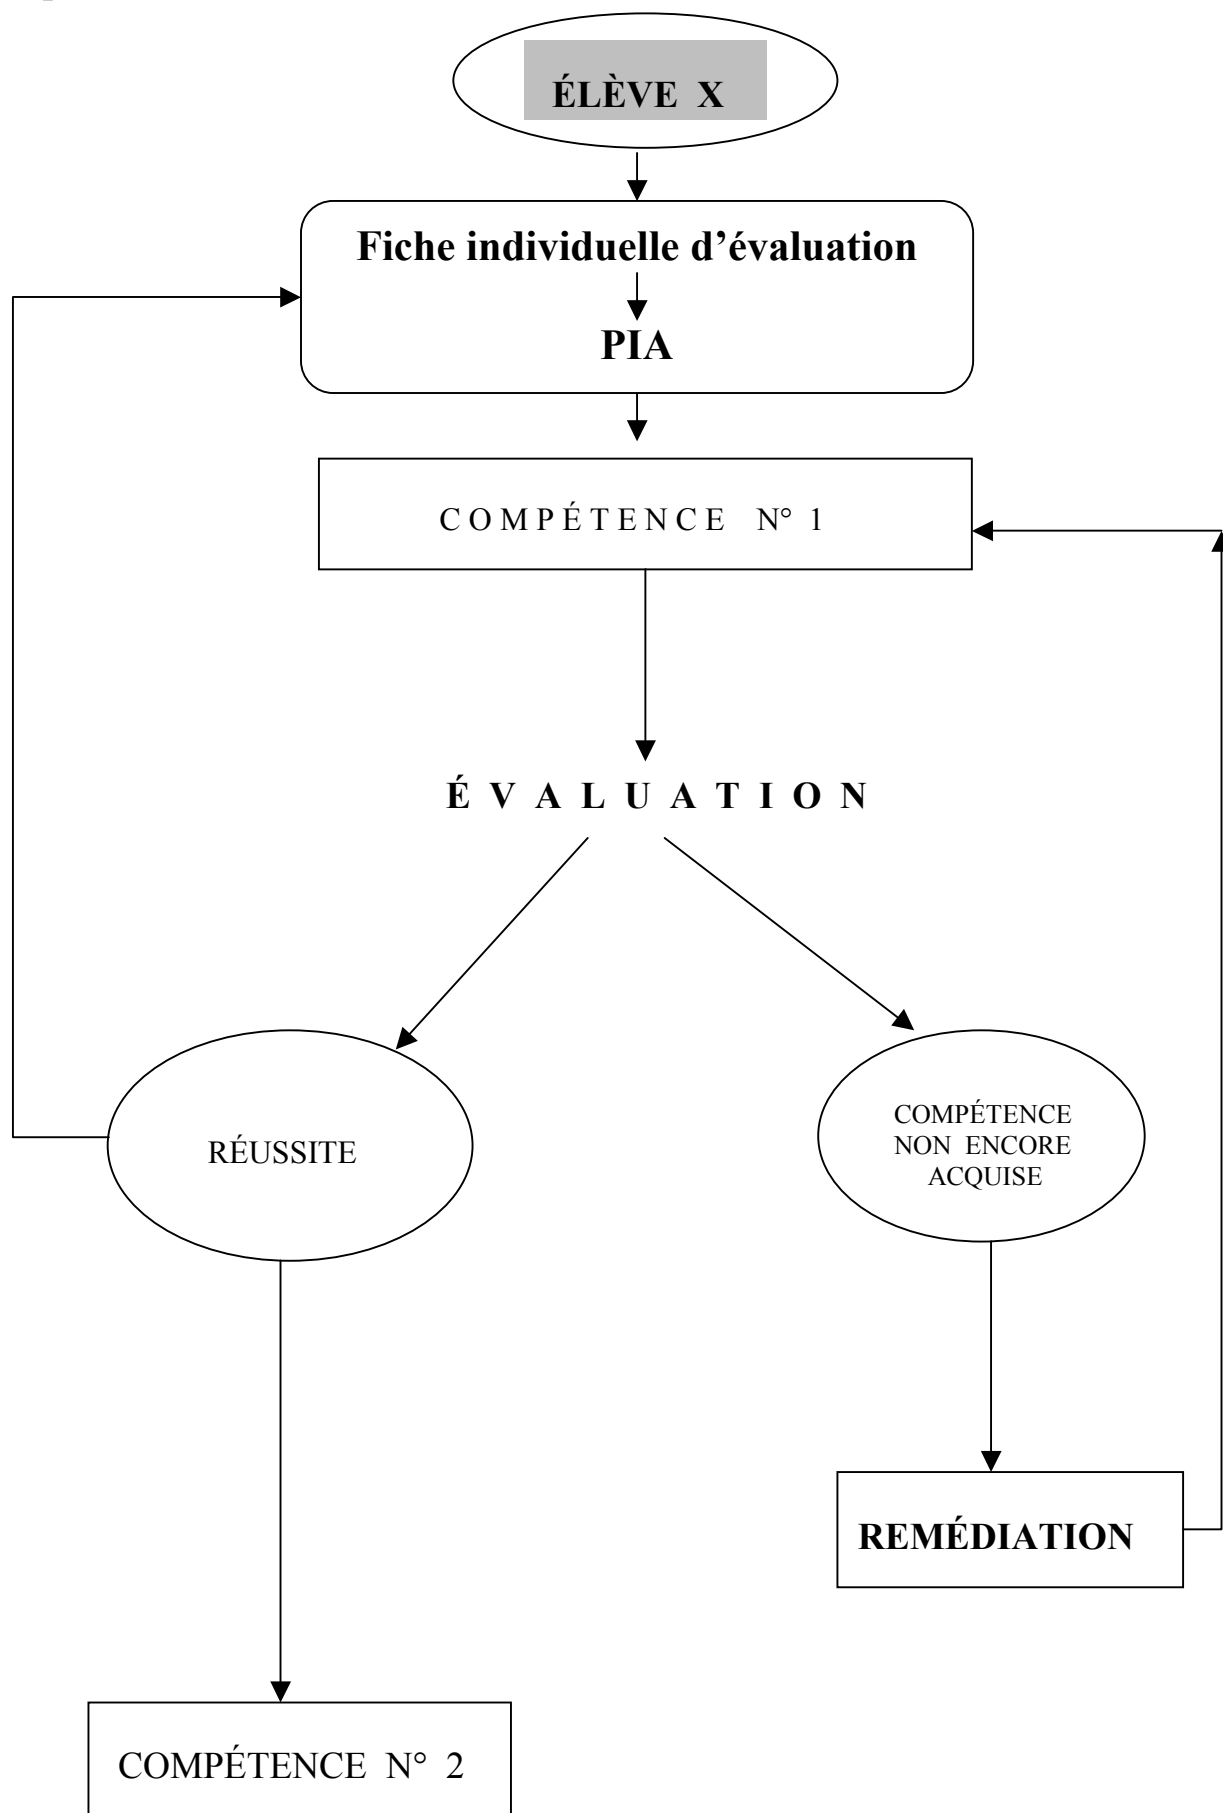 ÉLÈVE X
Fiche individuelle d’évaluation
PIA
COMPÉTENCE N° 1
ÉVALUATION
RÉUSSITE
COMPÉTENCE
NON ENCORE
ACQUISE
REMÉDIATION
COMPÉTENCE N° 2